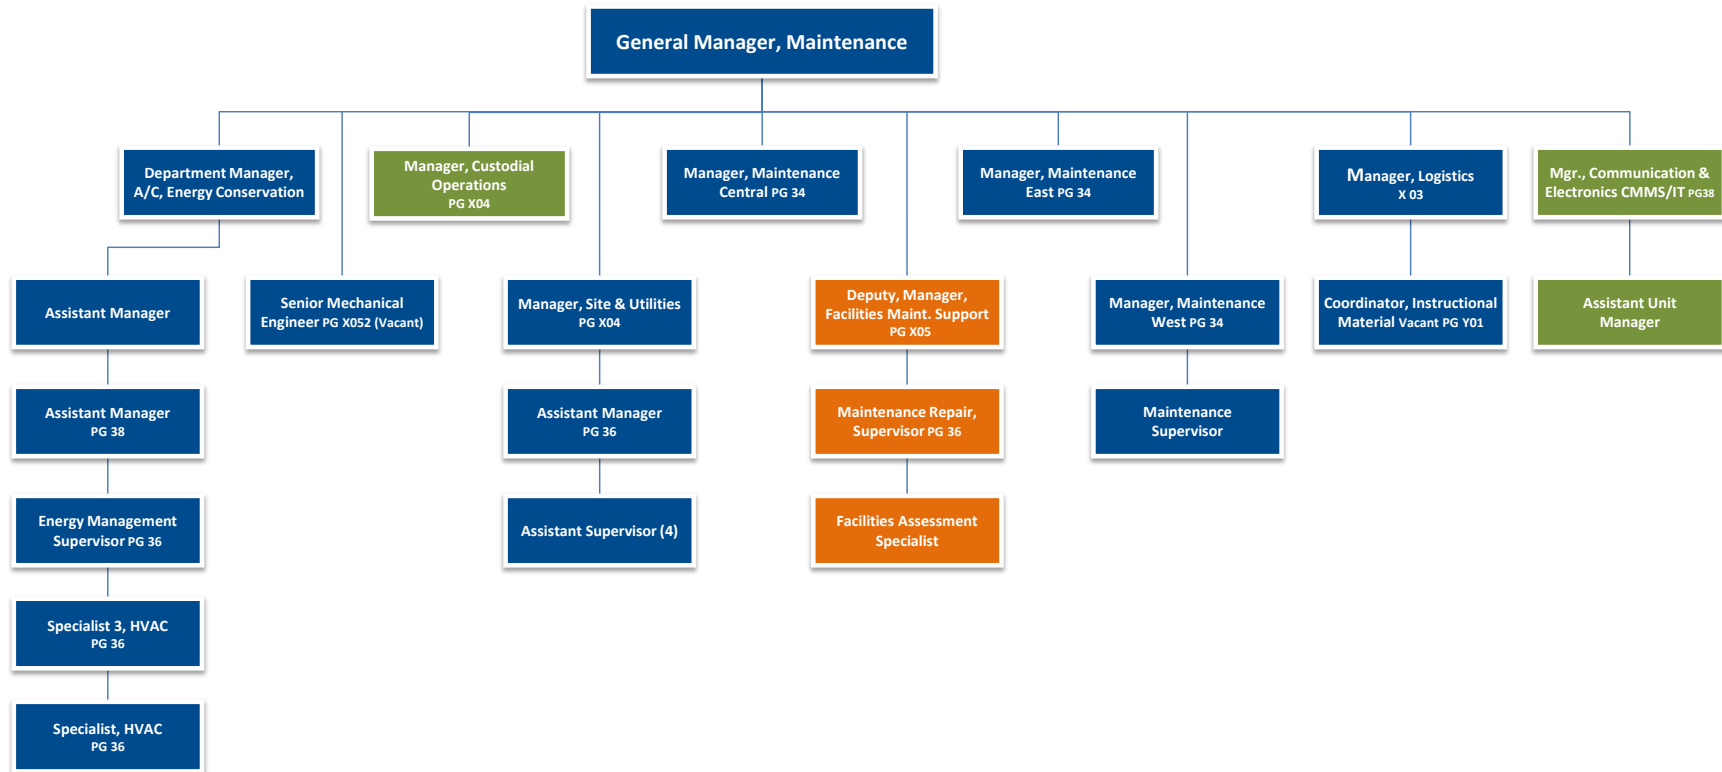 General Manager, Maintenance
Department Manager,
A/C, Energy Conservation
Manager, Custodial
Operations
PG X04
Manager, Maintenance
Central PG 34
Manager, Maintenance
East PG 34
Manager, Logistics
X 03
Mgr., Communication &
Electronics CMMS/IT PG38
Assistant Manager
Senior Mechanical
Engineer PG X052 (Vacant)
Manager, Site & Utilities
PG X04
Deputy, Manager,
Facilities Maint. Support
PG X05
Manager, Maintenance
West PG 34
Coordinator, Instructional
Material Vacant PG Y01
Assistant Unit
Manager
Assistant Manager
PG 38
Assistant Manager
PG 36
Maintenance Repair,
Supervisor PG 36
Maintenance
Supervisor
Energy Management
Supervisor PG 36
Assistant Supervisor (4)
Facilities Assessment
Specialist
Specialist 3, HVAC
PG 36
Specialist, HVAC
PG 36